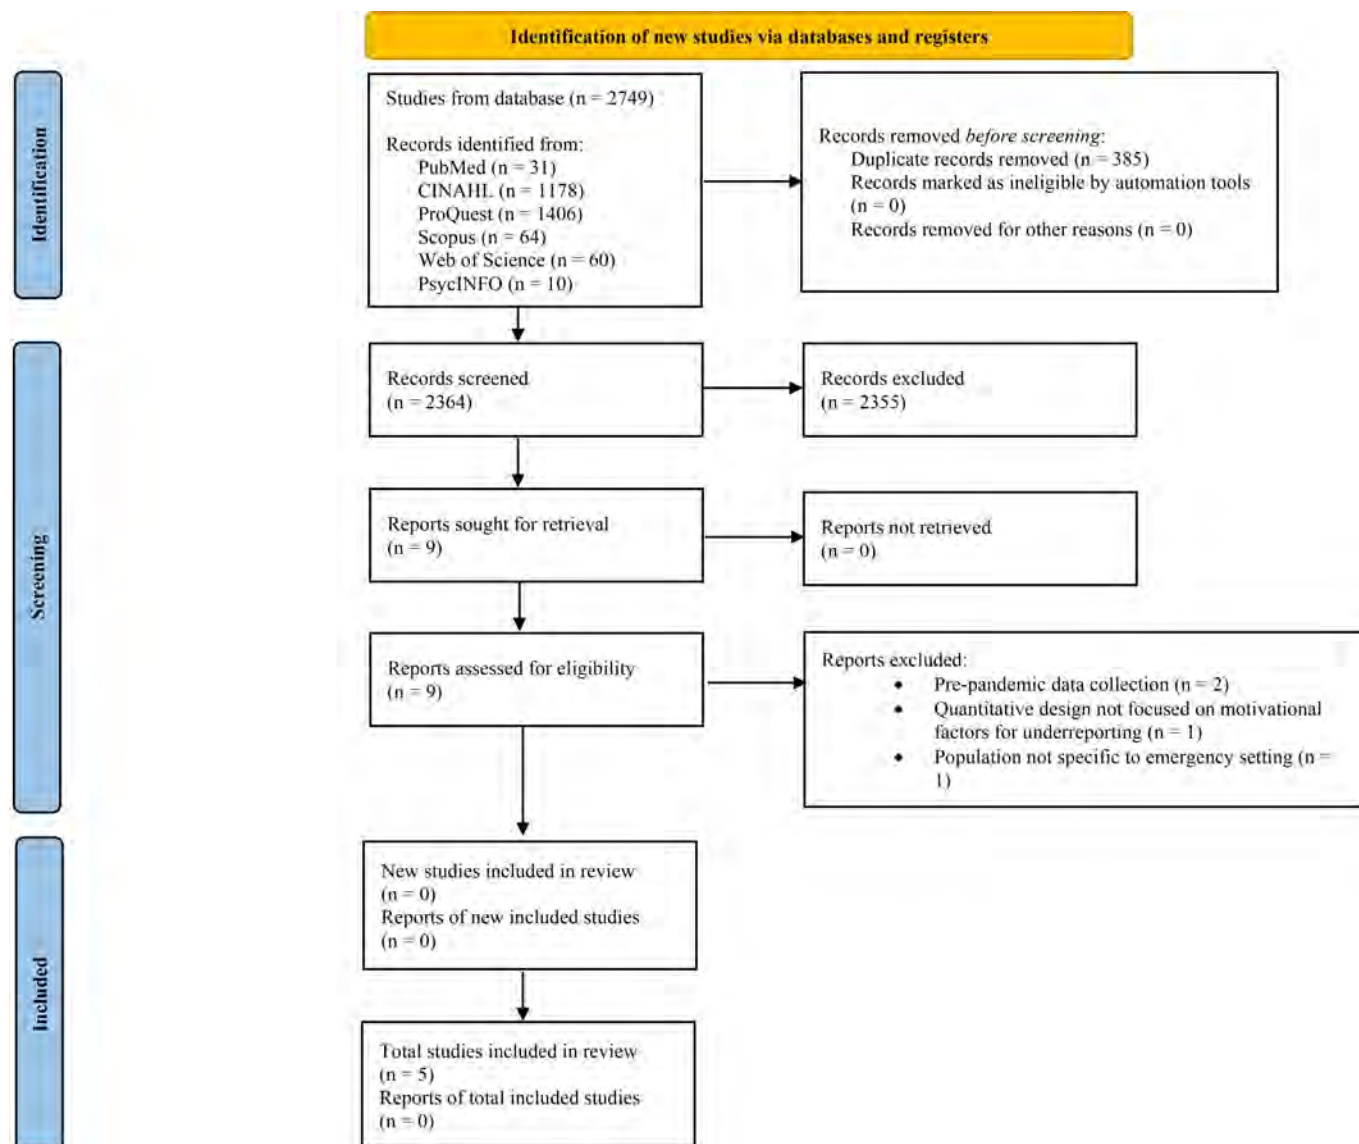 Identification of new studies via databases and registers
Identification
Studies from database (n = 2749)
Records identified from:
PubMed (n = 31)
CINAHL (n = 1178)
ProQuest (n = 1406)
Scopus (n = 64)
Web of Science (n = 60)
PsycINFO (n = 10)
Records removed before screening:
Duplicate records removed (n = 385)
Records marked as ineligible by automation tools
(n = 0)
Records removed for other reasons (n = 0)
Screening
Records screened
(n = 2364)
Records excluded
(n = 2355)
Reports sought for retrieval
(n = 9)
Reports not retrieved
(n = 0)
Reports assessed for eligibility
(n = 9)
Reports excluded:
• Pre-pandemic data collection (n = 2)
• Quantitative design not focused on motivational
factors for underreporting (n = 1)
• Population not specific to emergency setting (n =
1)
Included
New studies included in review
(n = 0)
Reports of new included studies
(n = 0)
Total studies included in review
(n = 5)
Reports of total included studies
(n = 0)